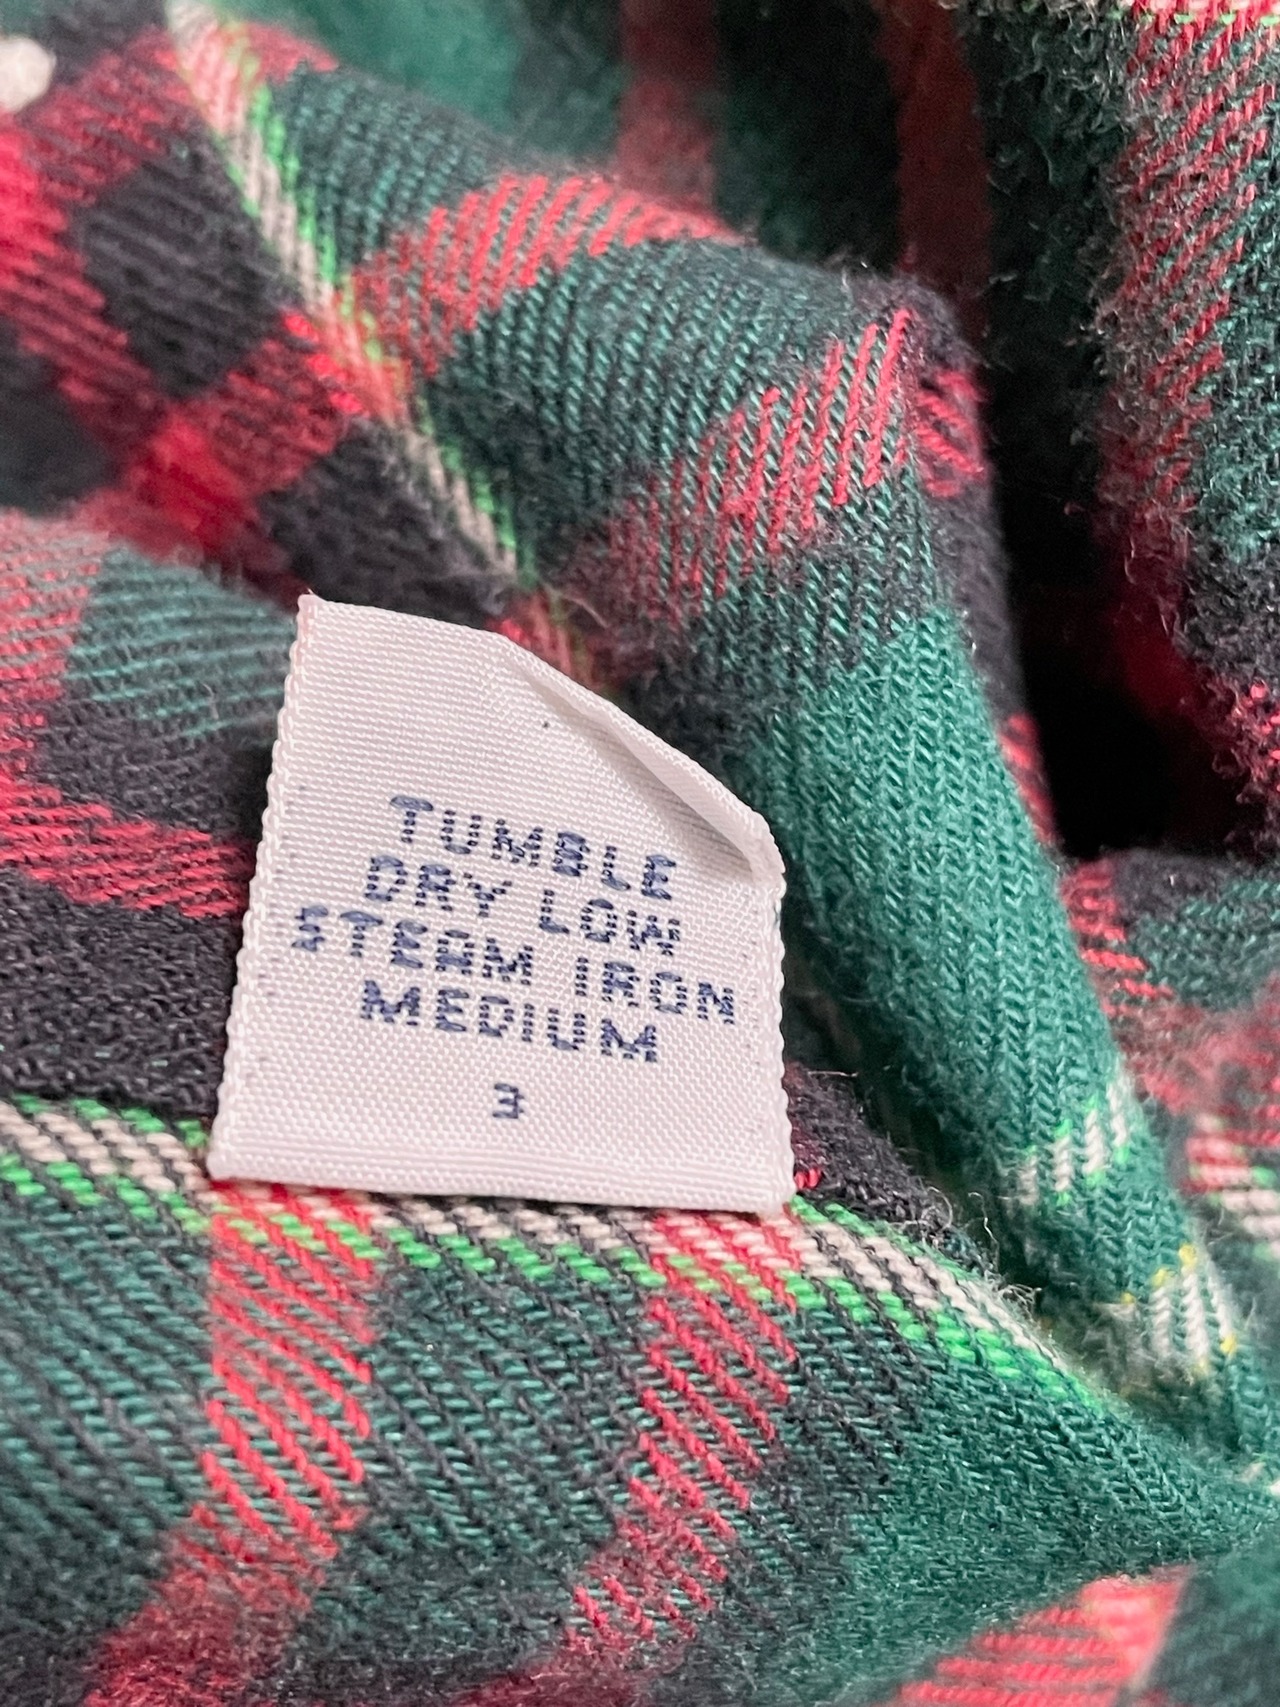 TUMBLE
DRY LOW
STEAM IRON
MEDIUM
3